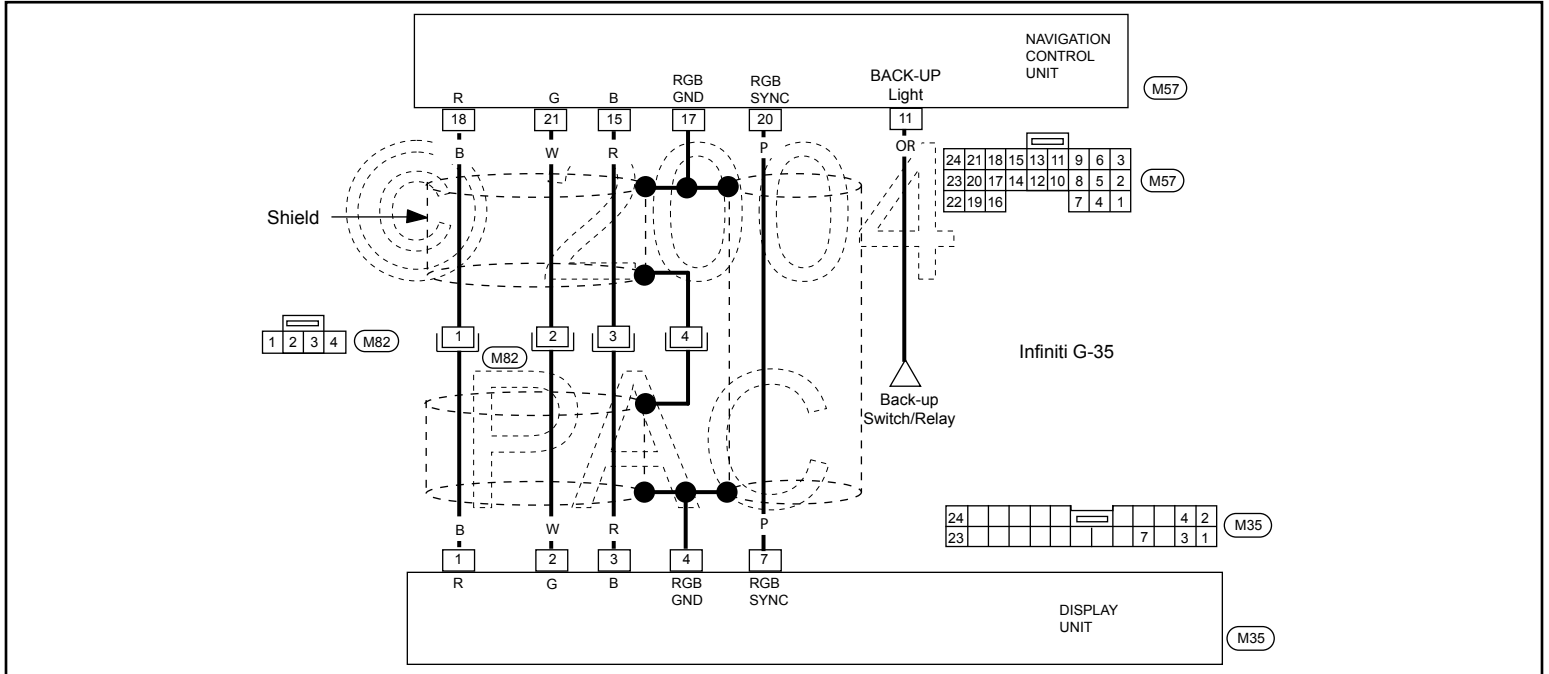 NAVIGATION
CONTROL
UNIT
M57
R G B RGB GND RGB SYNC BACK-UP Light
18 21 15 17 20 11
B W R P OR
24 21 18 15 13 11 9 6 3
23 20 17 14 12 10 8 5 2
22 19 16 7 4 1
M57
Shield
© 2004
1 2 3 4
M82
1 2 3 4
M82
Infiniti G-35
Back-up
Switch/Relay
PAC
24 4 2
23 7 3 1
M35
B W R P
1 2 3 4 7
R G B RGB GND RGB SYNC
DISPLAY
UNIT
M35